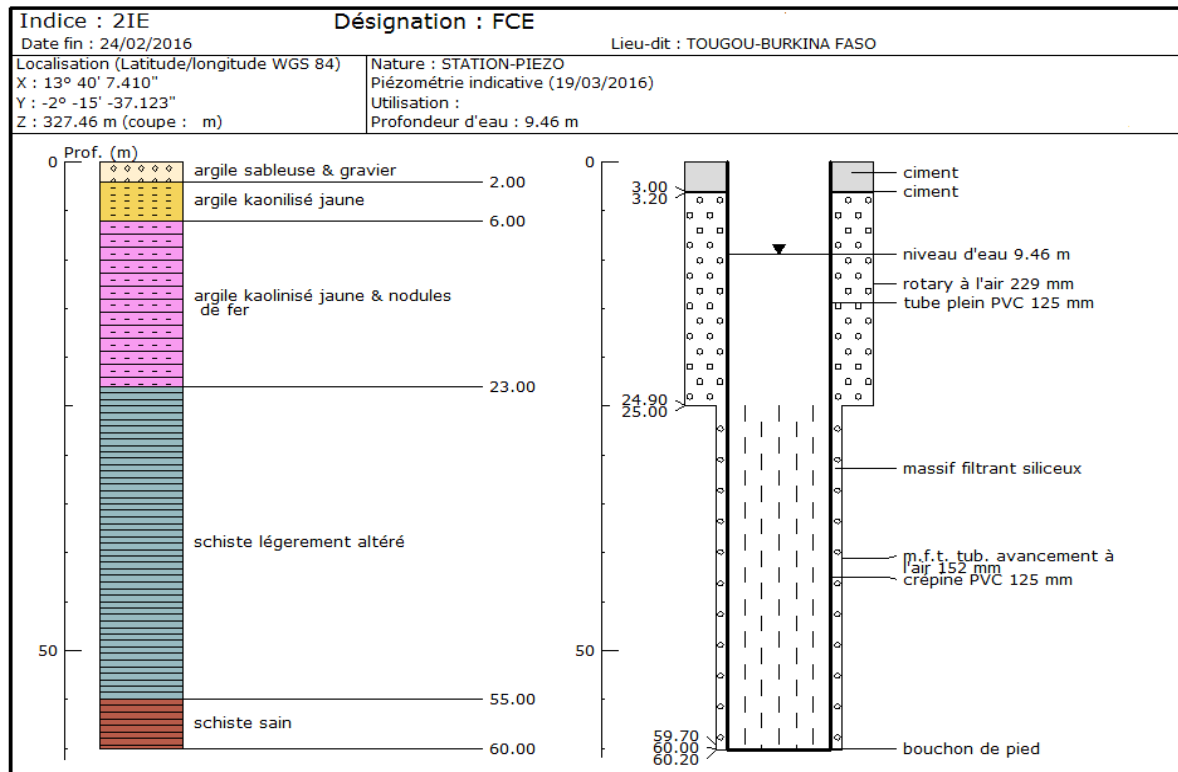 Indice : 2IE
Désignation : FCE
Date fin : 24/02/2016
Lieu-dit : TOUGOU-BURKINA FASO
Localisation (Latitude/longitude WGS 84)
X : 13° 40' 7.410"
Y : -2° -15' -37.123"
Z : 327.46 m (coupe :   m)
Nature : STATION-PIEZO
Piézométrie indicative (19/03/2016)
Utilisation :
Profondeur d'eau : 9.46 m
Prof. (m)
0
50
argile sableuse & gravier
2.00
argile kaonilisé jaune
6.00
argile kaolinisé jaune & nodules
de fer
23.00
schiste légerement altéré
55.00
schiste sain
60.00
0
50
3.00
3.20
24.90
25.00
59.70
60.00
60.20
ciment
ciment
niveau d'eau 9.46 m
rotary à l'air 229 mm
tube plein PVC 125 mm
massif filtrant siliceux
m.f.t. tub. avancement à
l'air 152 mm
crépine PVC 125 mm
bouchon de pied